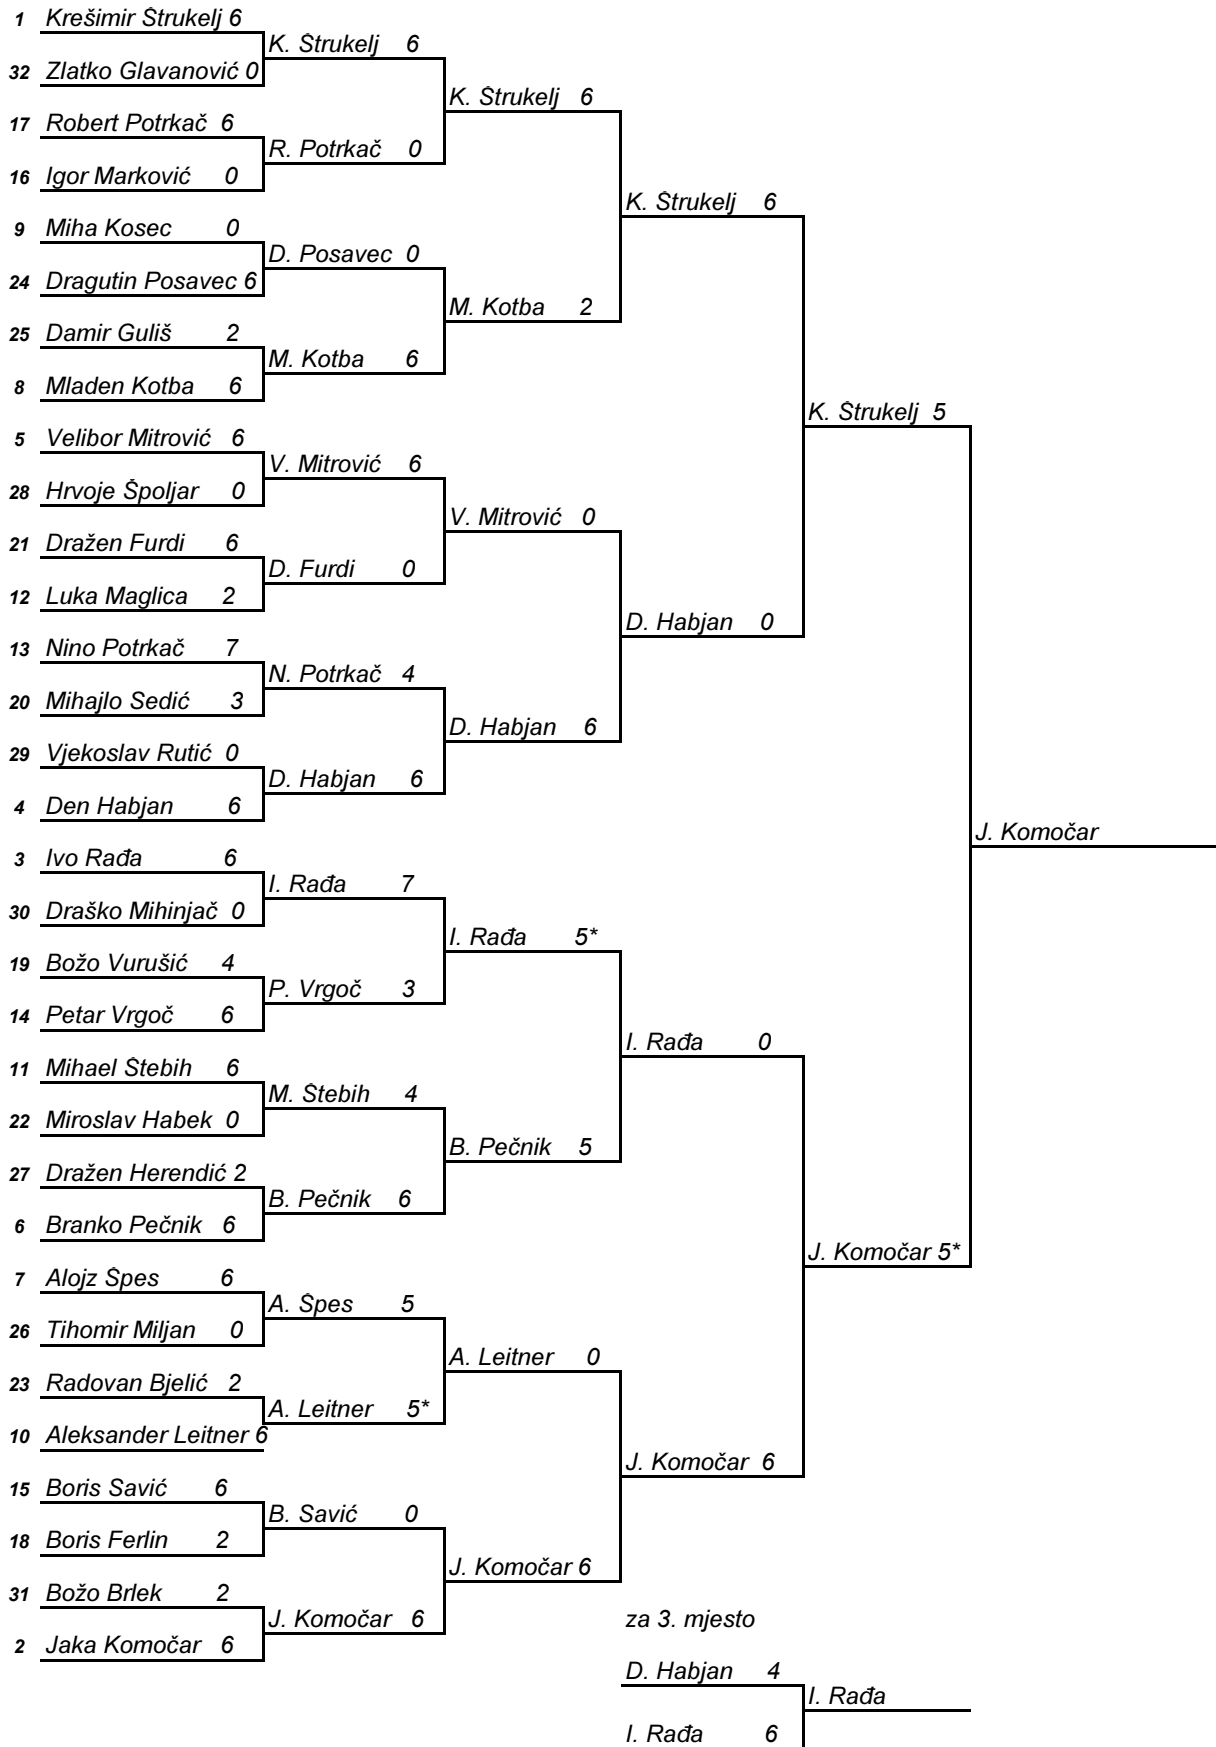 1 Krešimir Štrukelj 6
K. Štrukelj 6
32 Zlatko Glavanović 0
K. Štrukelj 6
17 Robert Potrkač 6
R. Potrkač 0
16 Igor Marković 0
K. Štrukelj 6
9 Miha Kosec 0
D. Posavec 0
24 Dragutin Posavec 6
M. Kotba 2
25 Damir Guliš 2
M. Kotba 6
8 Mladen Kotba 6
K. Štrukelj 5
5 Velibor Mitrović 6
V. Mitrović 6
28 Hrvoje Špoljar 0
V. Mitrović 0
21 Dražen Furdi 6
D. Furdi 0
12 Luka Maglica 2
D. Habjan 0
13 Nino Potrkač 7
N. Potrkač 4
20 Mihajlo Sedić 3
D. Habjan 6
29 Vjekoslav Rutić 0
D. Habjan 6
4 Den Habjan 6
J. Komočar
3 Ivo Rađa 6
I. Rađa 7
30 Draško Mihinjač 0
I. Rađa 5*
19 Božo Vurušić 4
P. Vrgoč 3
14 Petar Vrgoč 6
I. Rađa 0
11 Mihael Štebih 6
M. Štebih 4
22 Miroslav Habek 0
B. Pečnik 5
27 Dražen Herendić 2
B. Pečnik 6
6 Branko Pečnik 6
J. Komočar 5*
7 Alojz Špes 6
A. Špes 5
26 Tihomir Miljan 0
A. Leitner 0
23 Radovan Bjelić 2
A. Leitner 5*
10 Aleksander Leitner 6
J. Komočar 6
15 Boris Savić 6
B. Savić 0
18 Boris Ferlin 2
J. Komočar 6
31 Božo Brlek 2
J. Komočar 6
za 3. mjesto
2 Jaka Komočar 6
D. Habjan 4
I. Rađa
I. Rađa 6